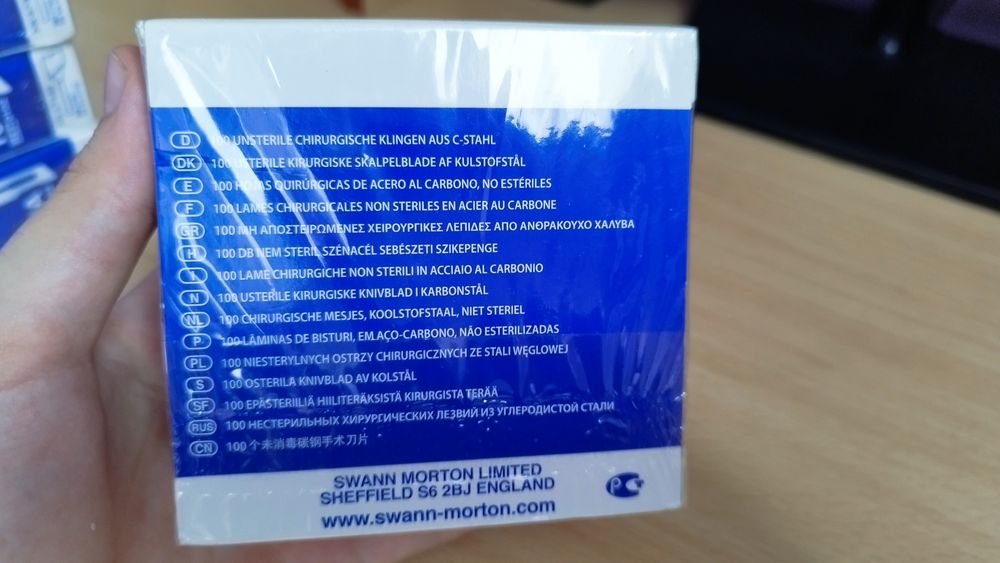 D 100 UNSTERILE CHIRURGISCHE KLINGEN AUS C-STAHL
DK 100 USTERILE KIRURGISKE SKALPELBLADE AF KULSTOFSTÅL
E 100 HOJAS QUIRÚRGICAS DE ACERO AL CARBONO, NO ESTÉRILES
F 100 LAMES CHIRURGICALES NON STERILES EN ACIER AU CARBONE
GR 100 ΜΗ ΑΠΟΣΤΕΙΡΩΜΕΝΕΣ ΧΕΙΡΟΥΡΓΙΚΕΣ ΛΕΠΙΔΕΣ ΑΠΟ ΑΝΘΡΑΚΟΥΧΟ ΧΑΛΥΒΑ
H 100 DB NEM STERIL SZÉNACÉL SEBÉSZETI SZIKEPENGE
I 100 LAME CHIRURGICHE NON STERILI IN ACCIAIO AL CARBONIO
N 100 USTERILE KIRURGISKE KNIVBLAD I KARBONSTÅL
NL 100 CHIRURGISCHE MESJES, KOOLSTOFSTAAL, NIET STERIEL
P 100 LÂMINAS DE BISTURI, EM AÇO-CARBONO, NÃO ESTERILIZADAS
PL 100 NIESTERYLNYCH OSTRZY CHIRURGICZNYCH ZE STALI WĘGLOWEJ
S 100 OSTERILA KNIVBLAD AV KOLSTÅL
SF 100 EPÄSTERIILIÄ HIILITERÄKSISTÄ KIRURGISTA TERÄÄ
RUS 100 НЕСТЕРИЛЬНЫХ ХИРУРГИЧЕСКИХ ЛЕЗВИЙ ИЗ УГЛЕРОДИСТОЙ СТАЛИ
CN 100 个未消毒碳钢手术刀片
SWANN MORTON LIMITED
SHEFFIELD S6 2BJ ENGLAND
www.swann-morton.com